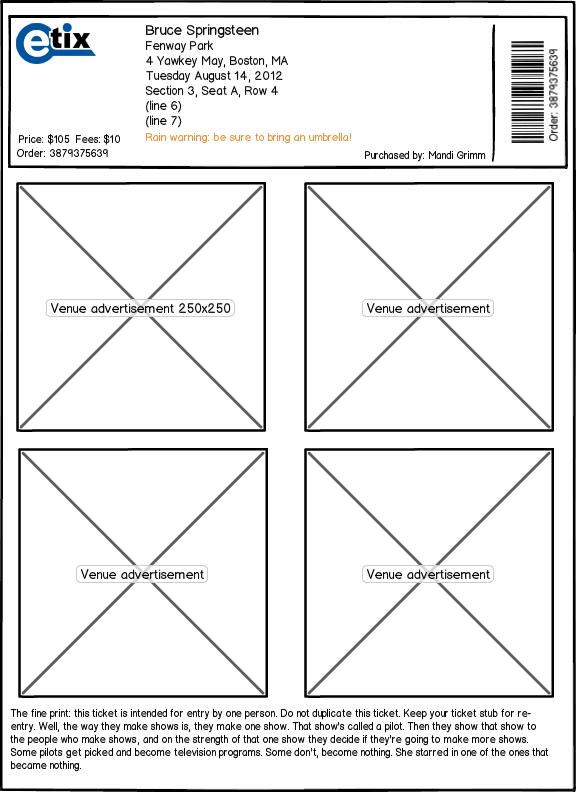 etix
Bruce Springsteen
Fenway Park
4 Yawkey May, Boston, MA
Tuesday August 14, 2012
Section 3, Seat A, Row 4
(line 6)
(line 7)
Rain warning: be sure to bring an umbrella!
Price: $105 Fees: $10
Order: 3879375639
Purchased by: Mandi Grimm
Order: 3879375639
Venue advertisement 250x250
Venue advertisement
Venue advertisement
Venue advertisement
The fine print: this ticket is intended for entry by one person. Do not duplicate this ticket. Keep your ticket stub for re-
entry. Well, the way they make shows is, they make one show. That show's called a pilot. Then they show that show to
the people who make shows, and on the strength of that one show they decide if they're going to make more shows.
Some pilots get picked and become television programs. Some don't, become nothing. She starred in one of the ones that
became nothing.